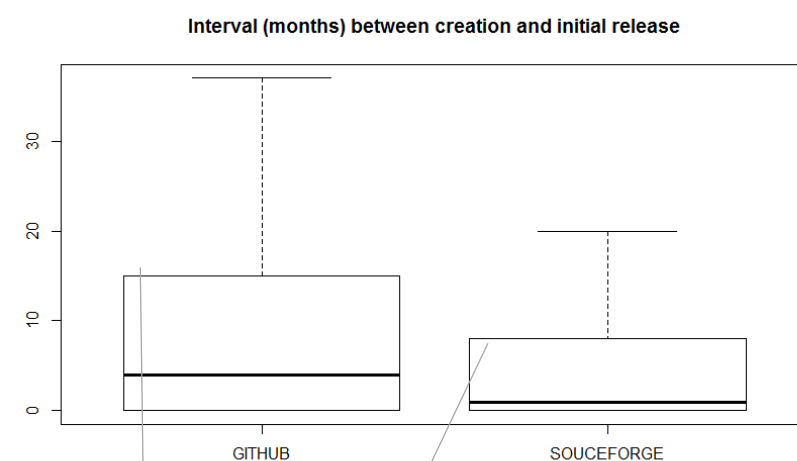 Interval (months) between creation and initial release
30
20
10
0
GITHUB SOUCEFORGE